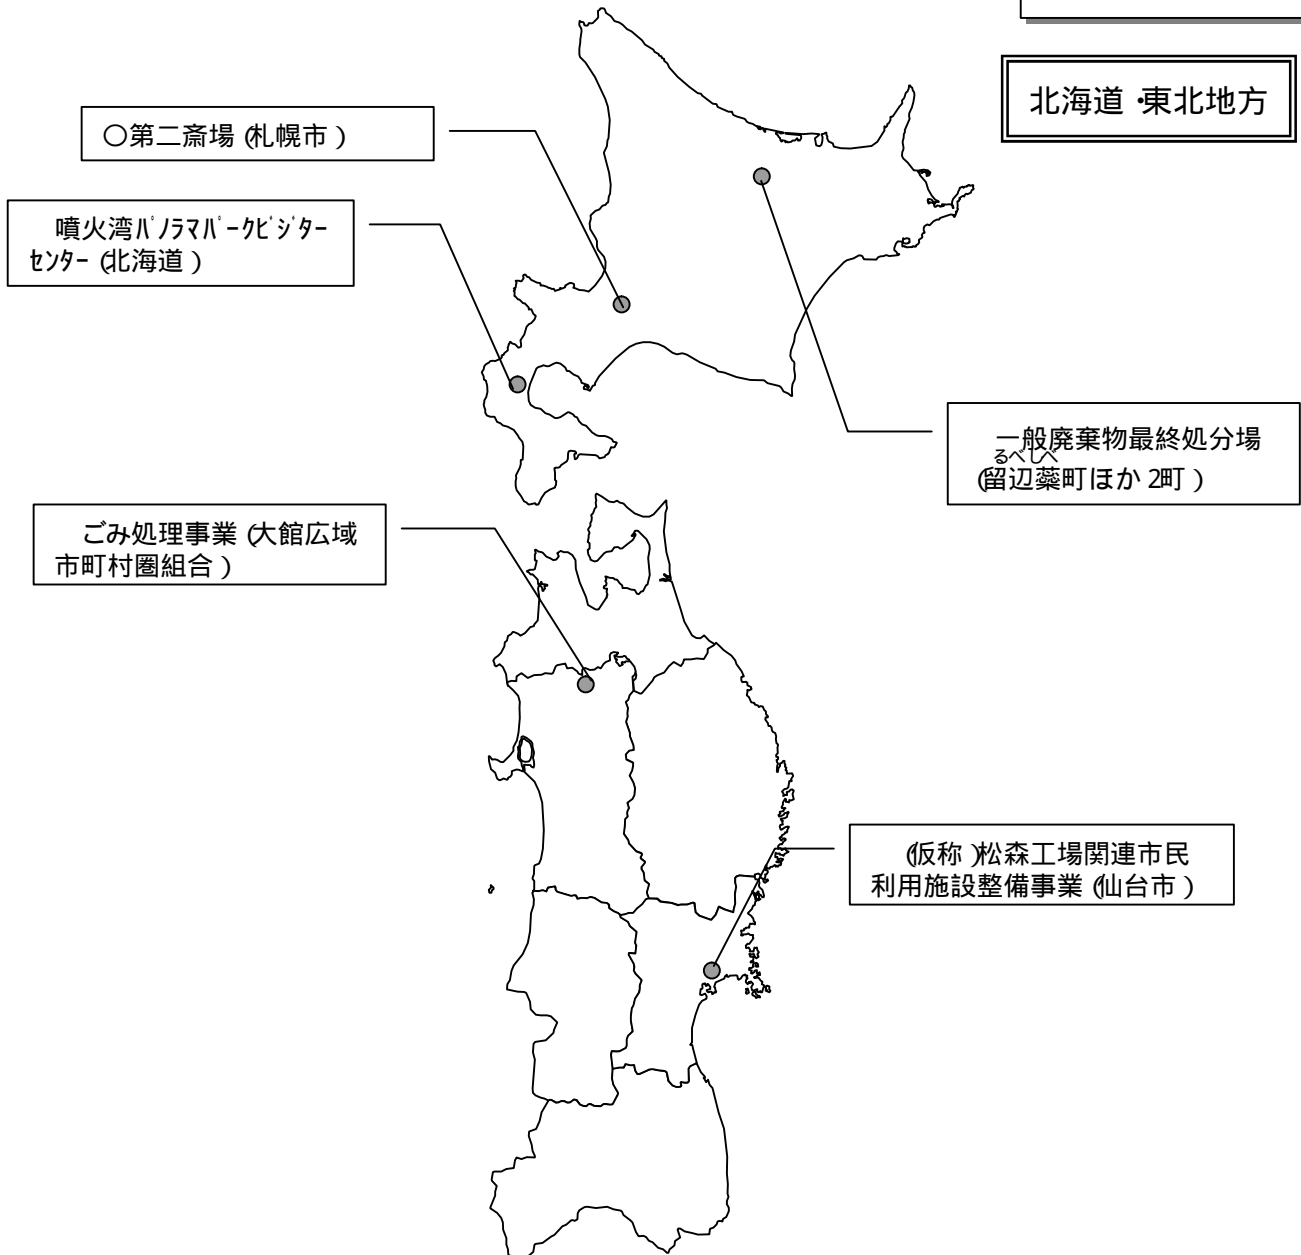 北海道・東北地方
○第二斎場(札幌市)
噴火湾パノラマパークビジター
センター(北海道)
一般廃棄物最終処分場
るべしべ
(留辺蘂町ほか2町)
ごみ処理事業(大館広域
市町村圏組合)
(仮称)松森工場関連市民
利用施設整備事業(仙台市)